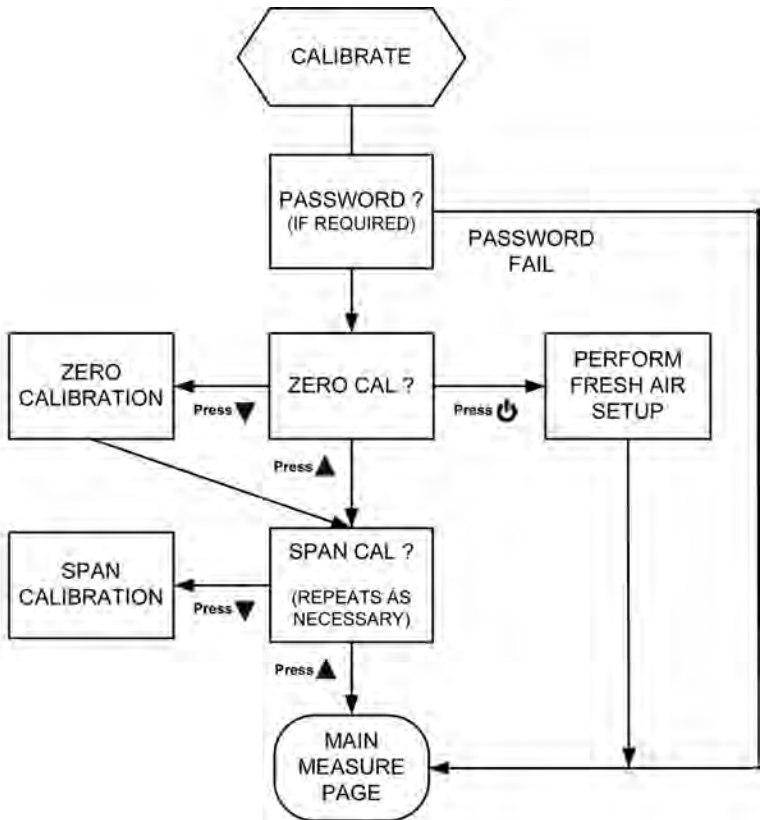 CALIBRATE
PASSWORD ?
(IF REQUIRED)
PASSWORD
FAIL
ZERO
CALIBRATION
Press
ZERO CAL ?
Press
PERFORM
FRESH AIR
SETUP
Press
SPAN
CALIBRATION
Press
SPAN CAL ?
(REPEATS AS
NECESSARY)
Press
MAIN
MEASURE
PAGE